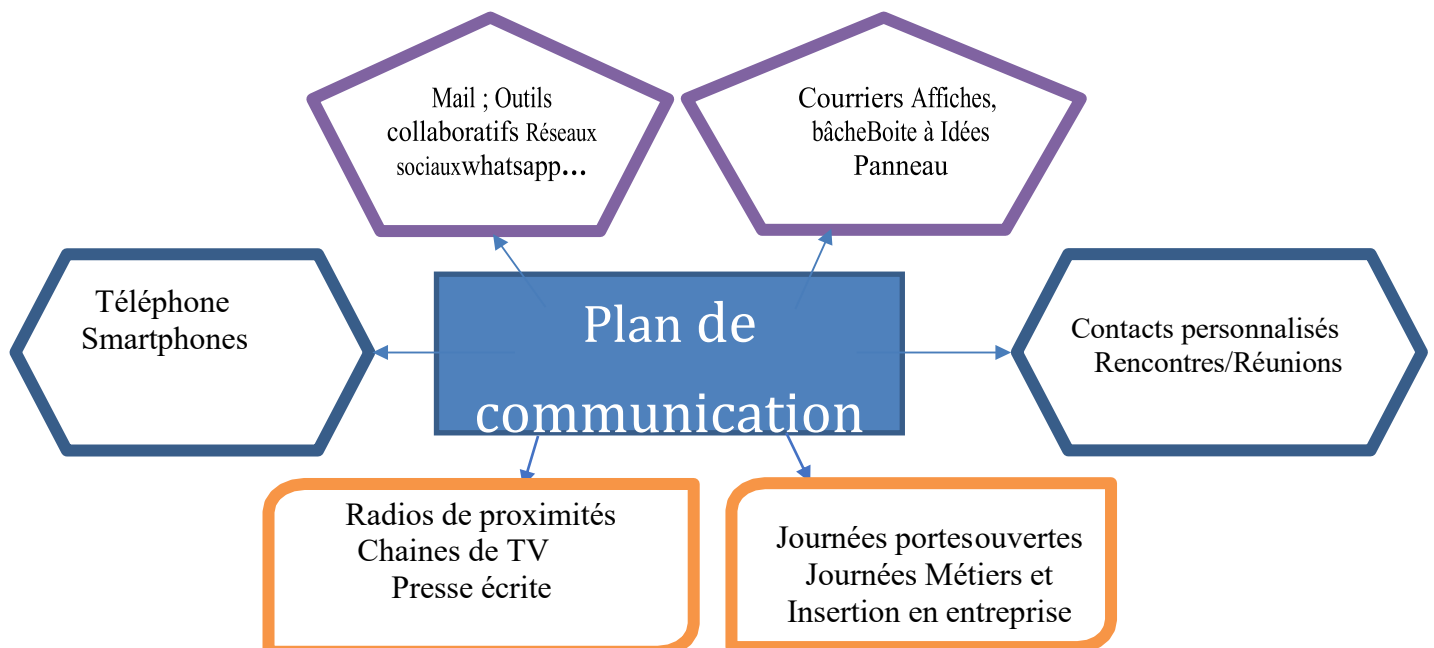 Mail ; Outils
collaboratifs Réseaux
sociauxwhatsapp...
Courriers Affiches,
bâcheBoite à Idées
Panneau
Téléphone
Smartphones
Plan de
communication
Contacts personnalisés
Rencontres/Réunions
Radios de proximités
Chaines de TV
Presse écrite
Journées portesouvertes
Journées Métiers et
Insertion en entreprise